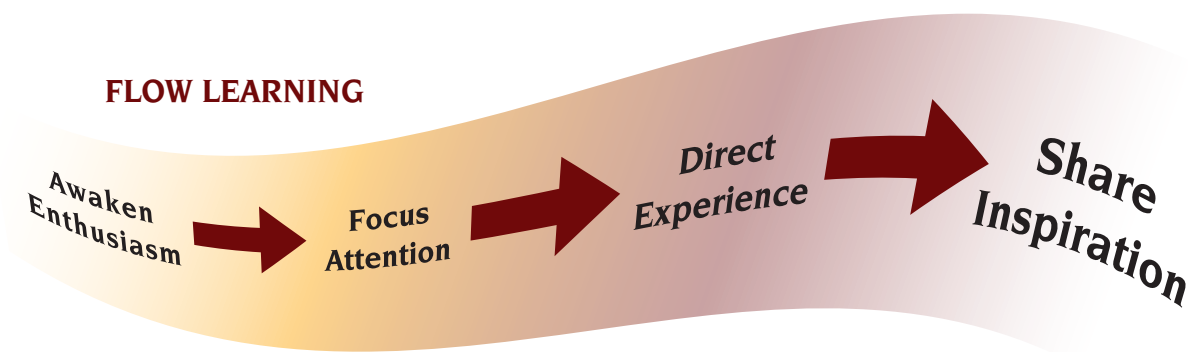 FLOW LEARNING
Awaken
Enthusiasm
Focus
Attention
Direct
Experience
Share
Inspiration